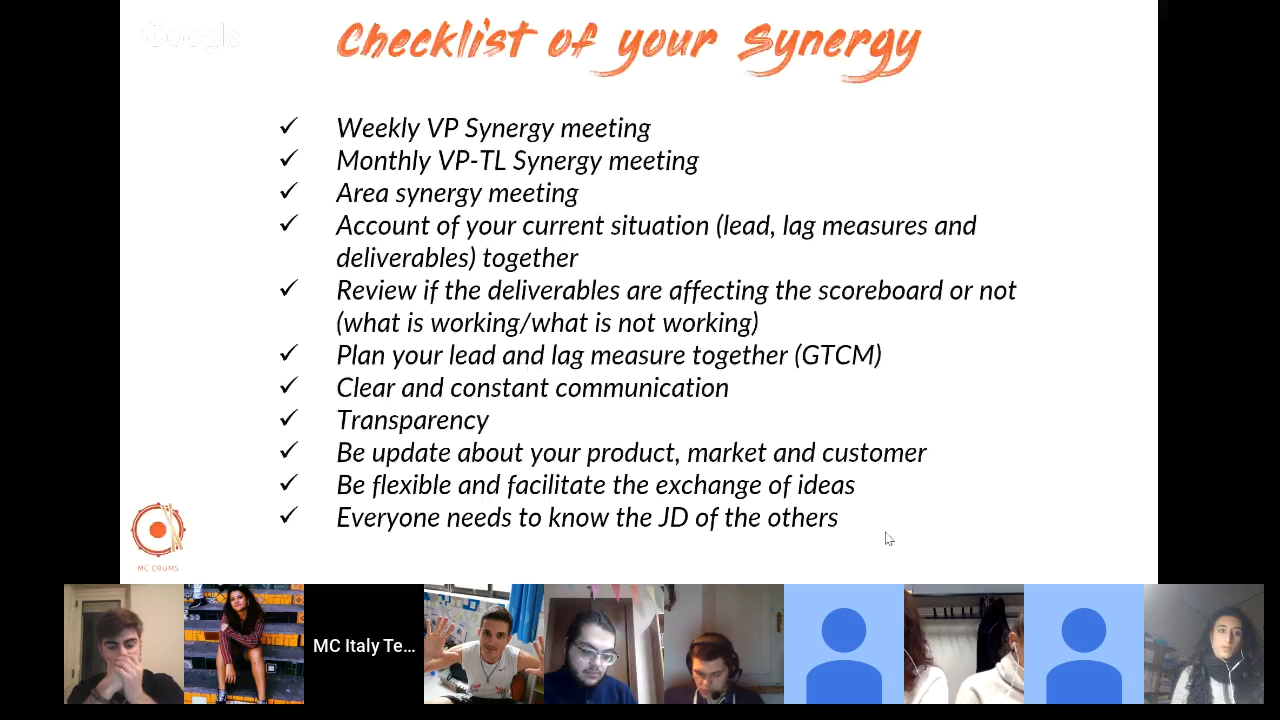 Google
Checklist of your Synergy
✓ Weekly VP Synergy meeting
✓ Monthly VP-TL Synergy meeting
✓ Area synergy meeting
✓ Account of your current situation (lead, lag measures and
deliverables) together
✓ Review if the deliverables are affecting the scoreboard or not
(what is working/what is not working)
✓ Plan your lead and lag measure together (GTCM)
✓ Clear and constant communication
✓ Transparency
✓ Be update about your product, market and customer
✓ Be flexible and facilitate the exchange of ideas
✓ Everyone needs to know the JD of the others
MC DRUMS
MC Italy Te...